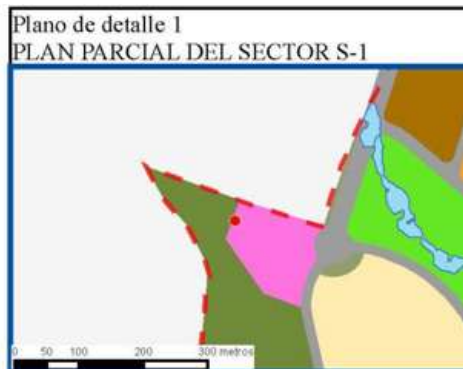 Plano de detalle 1
PLAN PARCIAL DEL SECTOR S-1
0 50 100 200 300 metros